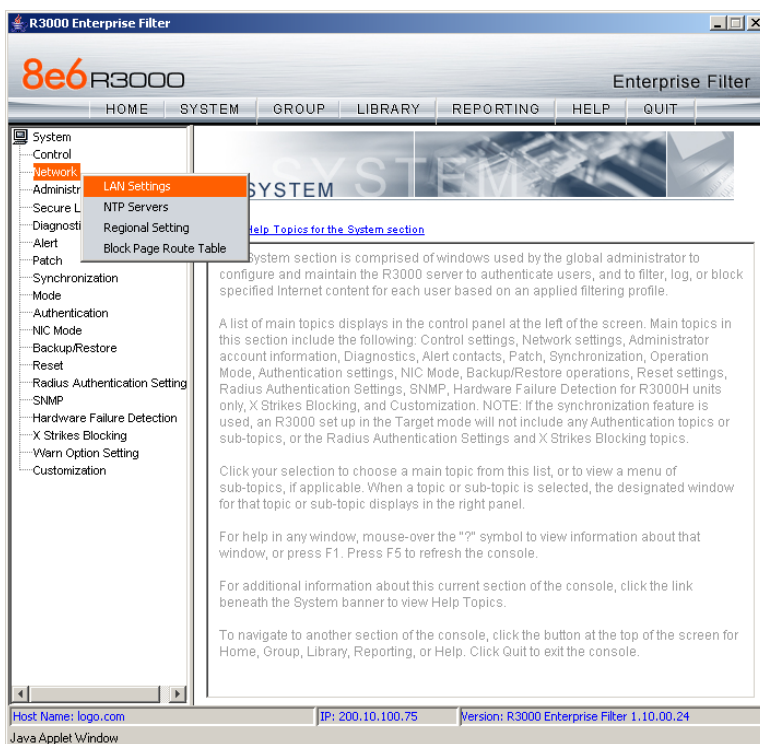 R3000 Enterprise Filter
8e6 R3000
Enterprise Filter
HOME SYSTEM GROUP LIBRARY REPORTING HELP QUIT
System
Control
Network
Administr
Secure L
Diagnosti
Alert
Patch
Synchronization
Mode
Authentication
NIC Mode
Backup/Restore
Reset
Radius Authentication Setting
SNMP
Hardware Failure Detection
X Strikes Blocking
Warn Option Setting
Customization
LAN Settings
NTP Servers
Regional Setting
Block Page Route Table
SYSTEM
SYSTEM
Help Topics for the System section
System section is comprised of windows used by the global administrator to
configure and maintain the R3000 server to authenticate users, and to filter, log, or block
specified Internet content for each user based on an applied filtering profile.
A list of main topics displays in the control panel at the left of the screen. Main topics in
this section include the following: Control settings, Network settings, Administrator
account information, Diagnostics, Alert contacts, Patch, Synchronization, Operation
Mode, Authentication settings, NIC Mode, Backup/Restore operations, Reset settings,
Radius Authentication Settings, SNMP, Hardware Failure Detection for R3000H units
only, X Strikes Blocking, and Customization. NOTE: If the synchronization feature is
used, an R3000 set up in the Target mode will not include any Authentication topics or
sub-topics, or the Radius Authentication Settings and X Strikes Blocking topics.
Click your selection to choose a main topic from this list, or to view a menu of
sub-topics, if applicable. When a topic or sub-topic is selected, the designated window
for that topic or sub-topic displays in the right panel.
For help in any window, mouse-over the "?" symbol to view information about that
window, or press F1. Press F5 to refresh the console.
For additional information about this current section of the console, click the link
beneath the System banner to view Help Topics.
To navigate to another section of the console, click the button at the top of the screen for
Home, Group, Library, Reporting, or Help. Click Quit to exit the console.
Host Name: logo.com
IP: 200.10.100.75
Version: R3000 Enterprise Filter 1.10.00.24
Java Applet Window